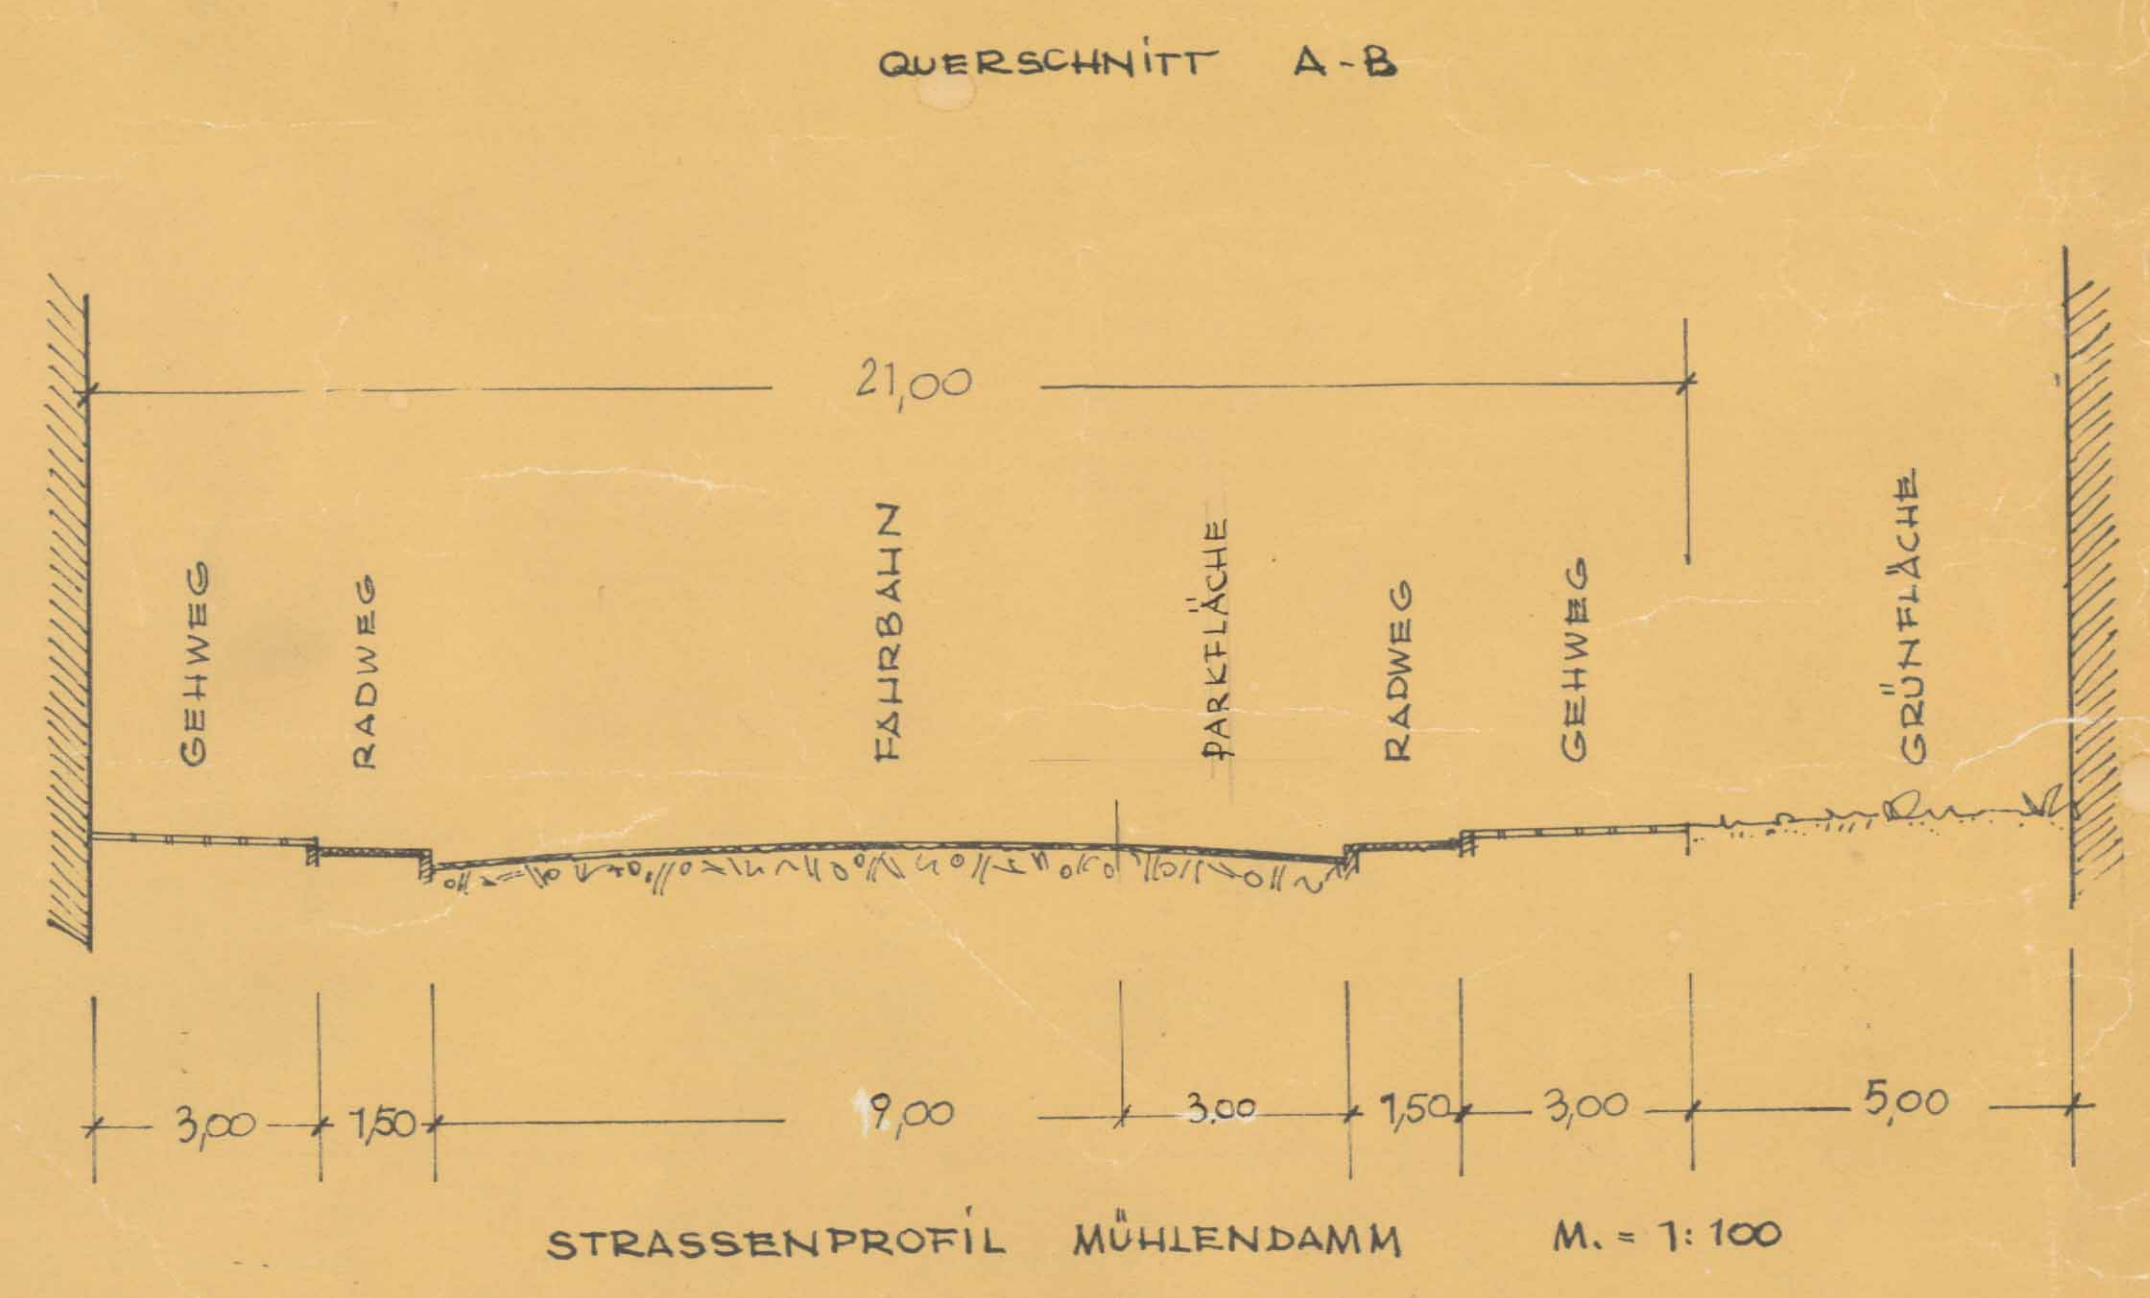 QUERSCHNITT A-B
21,00
GEHWEG
RADWEG
FAHRBAHN
PARKFLÄCHE
RADWEG
GEHWEG
GRÜNFLÄCHE
3,00 1,50 9,00 3,00 1,50 3,00 5,00
STRASSENPROFIL MÜHLENDAMM M. = 1:100